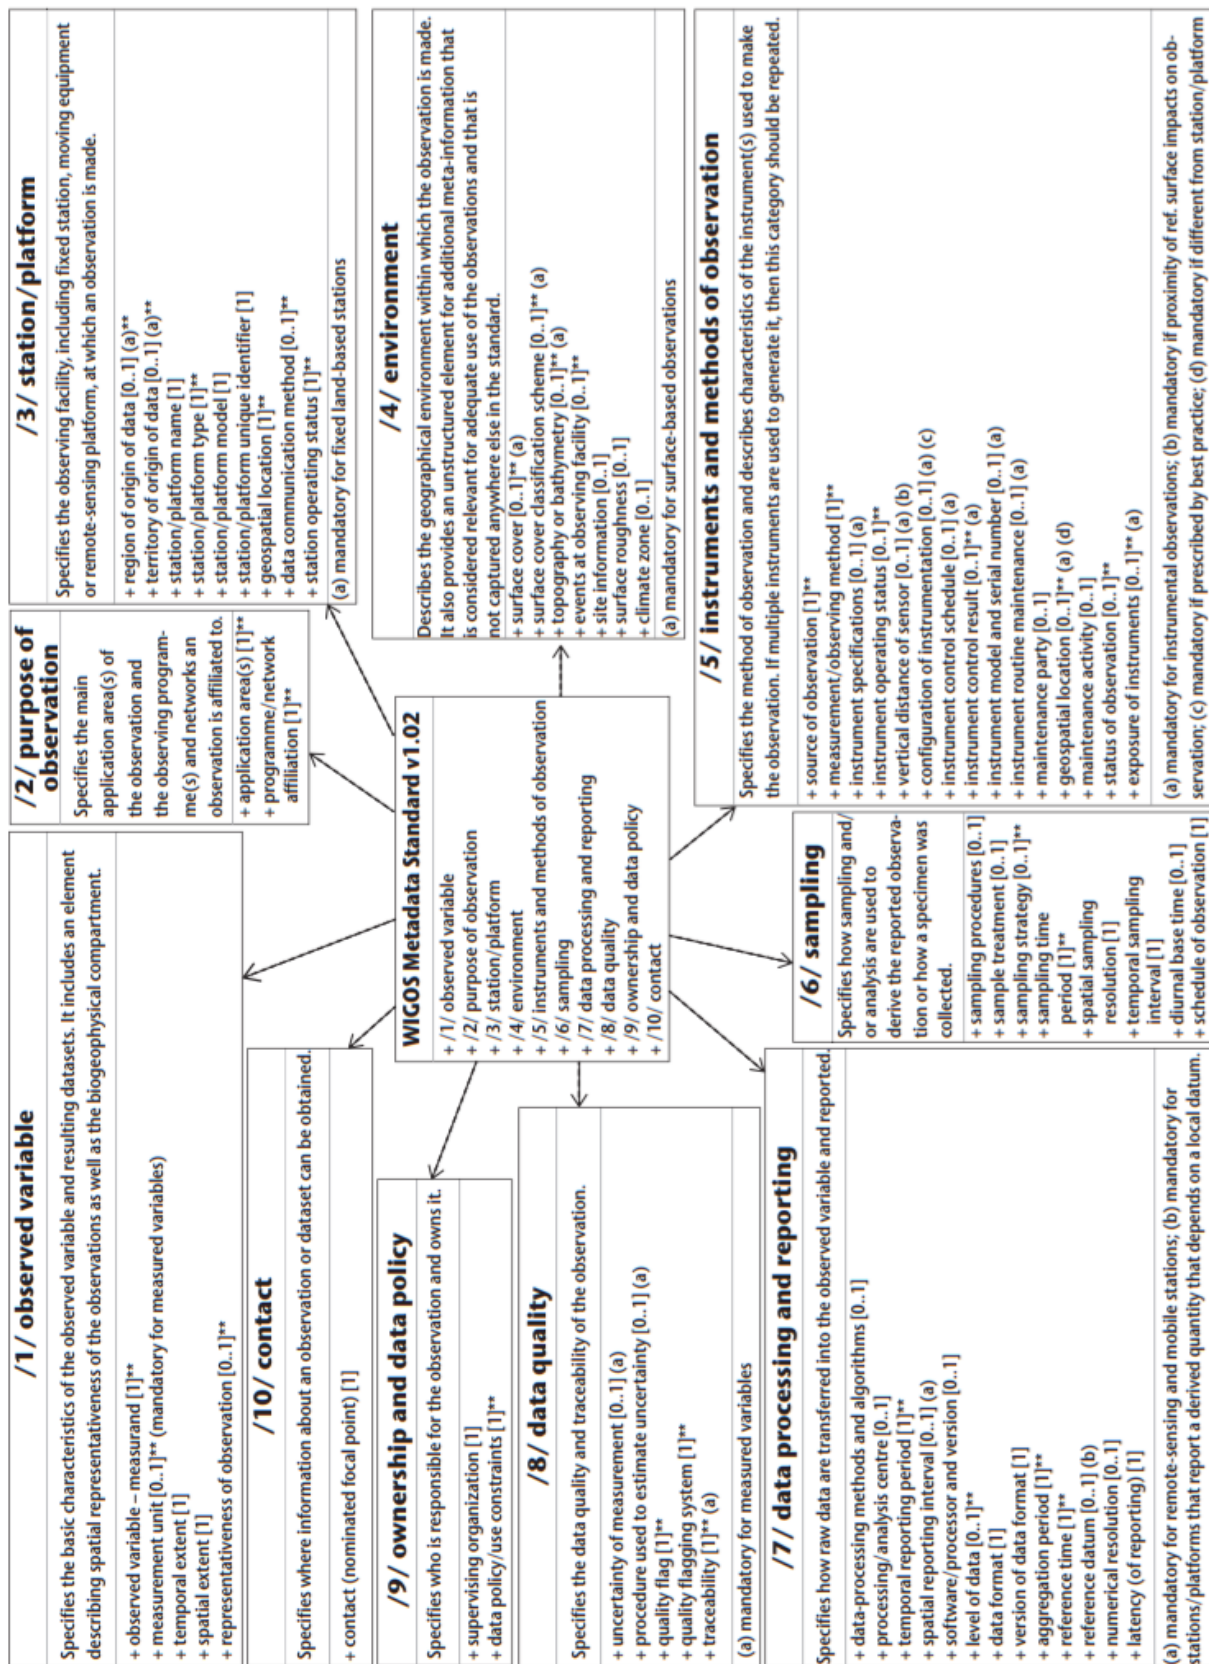 /1/ observed variable
Specifies the basic characteristics of the observed variable and resulting datasets. It includes an element
describing spatial representativeness of the observations as well as the biogeophysical compartment.
+ observed variable – measurand [1]**
+ measurement unit [0..1]** (mandatory for measured variables)
+ temporal extent [1]
+ spatial extent [1]
+ representativeness of observation [0..1]**
/2/ purpose of
observation
Specifies the main
application area(s) of
the observation and
the observing program-
me(s) and networks an
observation is affiliated to.
+ application area(s) [1]**
+ programme/network
affiliation [1]**
/3/ station/platform
Specifies the observing facility, including fixed station, moving equipment
or remote-sensing platform, at which an observation is made.
+ region of origin of data [0..1] (a)**
+ territory of origin of data [0..1] (a)**
+ station/platform name [1]
+ station/platform type [1]**
+ station/platform model [1]
+ station/platform unique identifier [1]
+ geospatial location [1]**
+ data communication method [0..1]**
+ station operating status [1]**
(a) mandatory for fixed land-based stations
/10/ contact
Specifies where information about an observation or dataset can be obtained.
+ contact (nominated focal point) [1]
WIGOS Metadata Standard v1.02
+ /1/ observed variable
+ /2/ purpose of observation
+ /3/ station/platform
+ /4/ environment
+ /5/ instruments and methods of observation
+ /6/ sampling
+ /7/ data processing and reporting
+ /8/ data quality
+ /9/ ownership and data policy
+ /10/ contact
/4/ environment
Describes the geographical environment within which the observation is made.
It also provides an unstructured element for additional meta-information that
is considered relevant for adequate use of the observations and that is
not captured anywhere else in the standard.
+ surface cover [0..1]** (a)
+ surface cover classification scheme [0..1]** (a)
+ topography or bathymetry [0..1]** (a)
+ events at observing facility [0..1]**
+ site information [0..1]
+ surface roughness [0..1]
+ climate zone [0..1]
(a) mandatory for surface-based observations
/9/ ownership and data policy
Specifies who is responsible for the observation and owns it.
+ supervising organization [1]
+ data policy/use constraints [1]**
/8/ data quality
Specifies the data quality and traceability of the observation.
+ uncertainty of measurement [0..1] (a)
+ procedure used to estimate uncertainty [0..1] (a)
+ quality flag [1]**
+ quality flagging system [1]**
+ traceability [1]** (a)
(a) mandatory for measured variables
/5/ instruments and methods of observation
Specifies the method of observation and describes characteristics of the instrument(s) used to make
the observation. If multiple instruments are used to generate it, then this category should be repeated.
+ source of observation [1]**
+ measurement/observing method [1]**
+ instrument specifications [0..1] (a)
+ instrument operating status [0..1]**
+ vertical distance of sensor [0..1] (a) (b)
+ configuration of instrumentation [0..1] (a) (c)
+ instrument control schedule [0..1] (a)
+ instrument control result [0..1]** (a)
+ instrument model and serial number [0..1] (a)
+ instrument routine maintenance [0..1] (a)
+ maintenance party [0..1]
+ geospatial location [0..1]** (a) (d)
+ maintenance activity [0..1]
+ status of observation [0..1]**
+ exposure of instruments [0..1]** (a)
(a) mandatory for instrumental observations; (b) mandatory if proximity of ref. surface impacts on ob-
servation; (c) mandatory if prescribed by best practice; (d) mandatory if different from station/platform
/7/ data processing and reporting
Specifies how raw data are transferred into the observed variable and reported.
+ data-processing methods and algorithms [0..1]
+ processing/analysis centre [0..1]
+ temporal reporting period [1]**
+ spatial reporting interval [0..1] (a)
+ software/processor and version [0..1]
+ level of data [0..1]**
+ data format [1]
+ version of data format [1]
+ aggregation period [1]**
+ reference time [1]**
+ reference datum [0..1] (b)
+ numerical resolution [0..1]
+ latency (of reporting) [1]
(a) mandatory for remote-sensing and mobile stations; (b) mandatory for
stations/platforms that report a derived quantity that depends on a local datum.
/6/ sampling
Specifies how sampling and/
or analysis are used to
derive the reported observa-
tion or how a specimen was
collected.
+ sampling procedures [0..1]
+ sample treatment [0..1]
+ sampling strategy [0..1]**
+ sampling time
period [1]**
+ spatial sampling
resolution [1]
+ temporal sampling
interval [1]
+ diurnal base time [0..1]
+ schedule of observation [1]